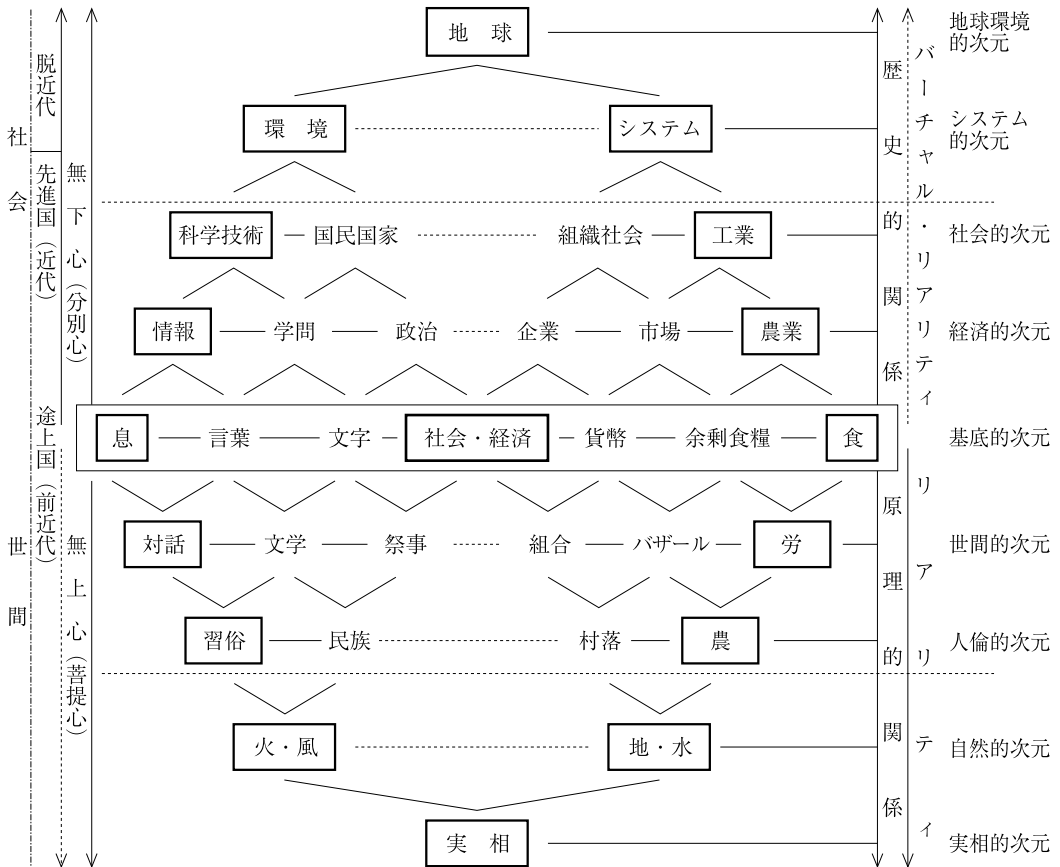 地球
地球環境
的次元
環境
システム
システム
的次元
科学技術
国民国家
組織社会
工業
社会的次元
情報
学問
政治
企業
市場
農業
経済的次元
息
言葉
文字
社会・経済
貨幣
余剰食糧
食
基底的次元
対話
文学
祭事
組合
バザール
労
世間的次元
習俗
民族
村落
農
人倫的次元
火・風
地・水
自然的次元
実相
実相的次元
社会
世間
脱近代
先進国(近代)
途上国(前近代)
無下心(分別心)
無上心(菩提心)
歴史的関係
原理的関係
バーチャル・リアリティ
リアリティ